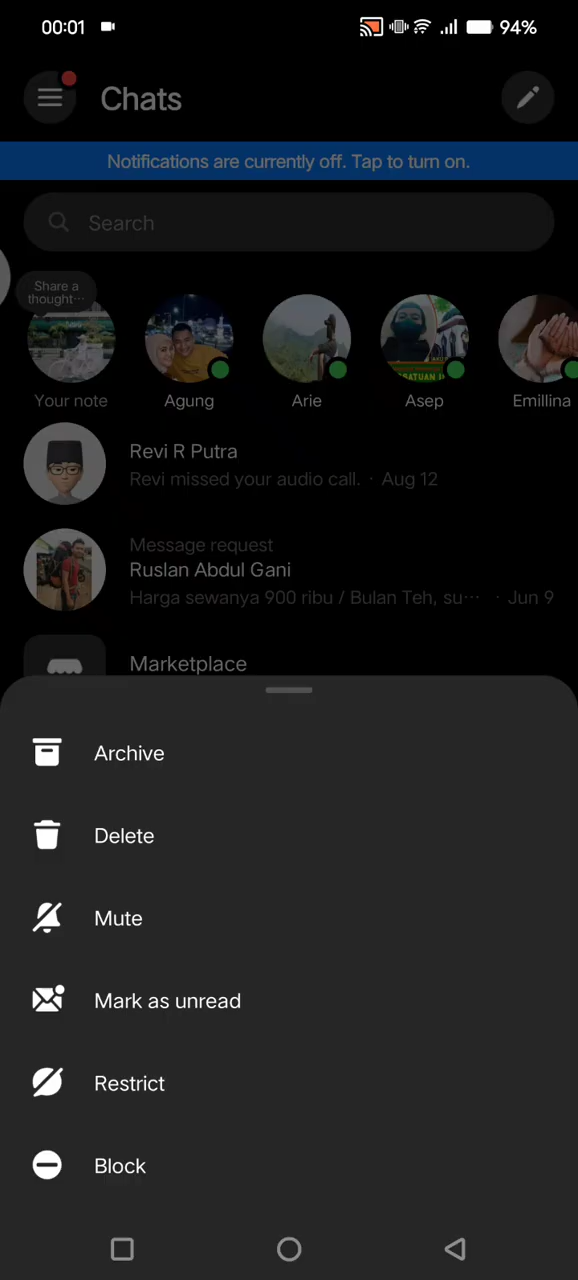 00:01
94%
Chats
Notifications are currently off. Tap to turn on.
Search
Share a
thought···
Your note
Agung
Arie
Asep
Emillina
Revi R Putra
Revi missed your audio call. · Aug 12
Message request
Ruslan Abdul Gani
Harga sewanya 900 ribu / Bulan Teh, su··· · Jun 9
Marketplace
Archive
Delete
Mute
Mark as unread
Restrict
Block